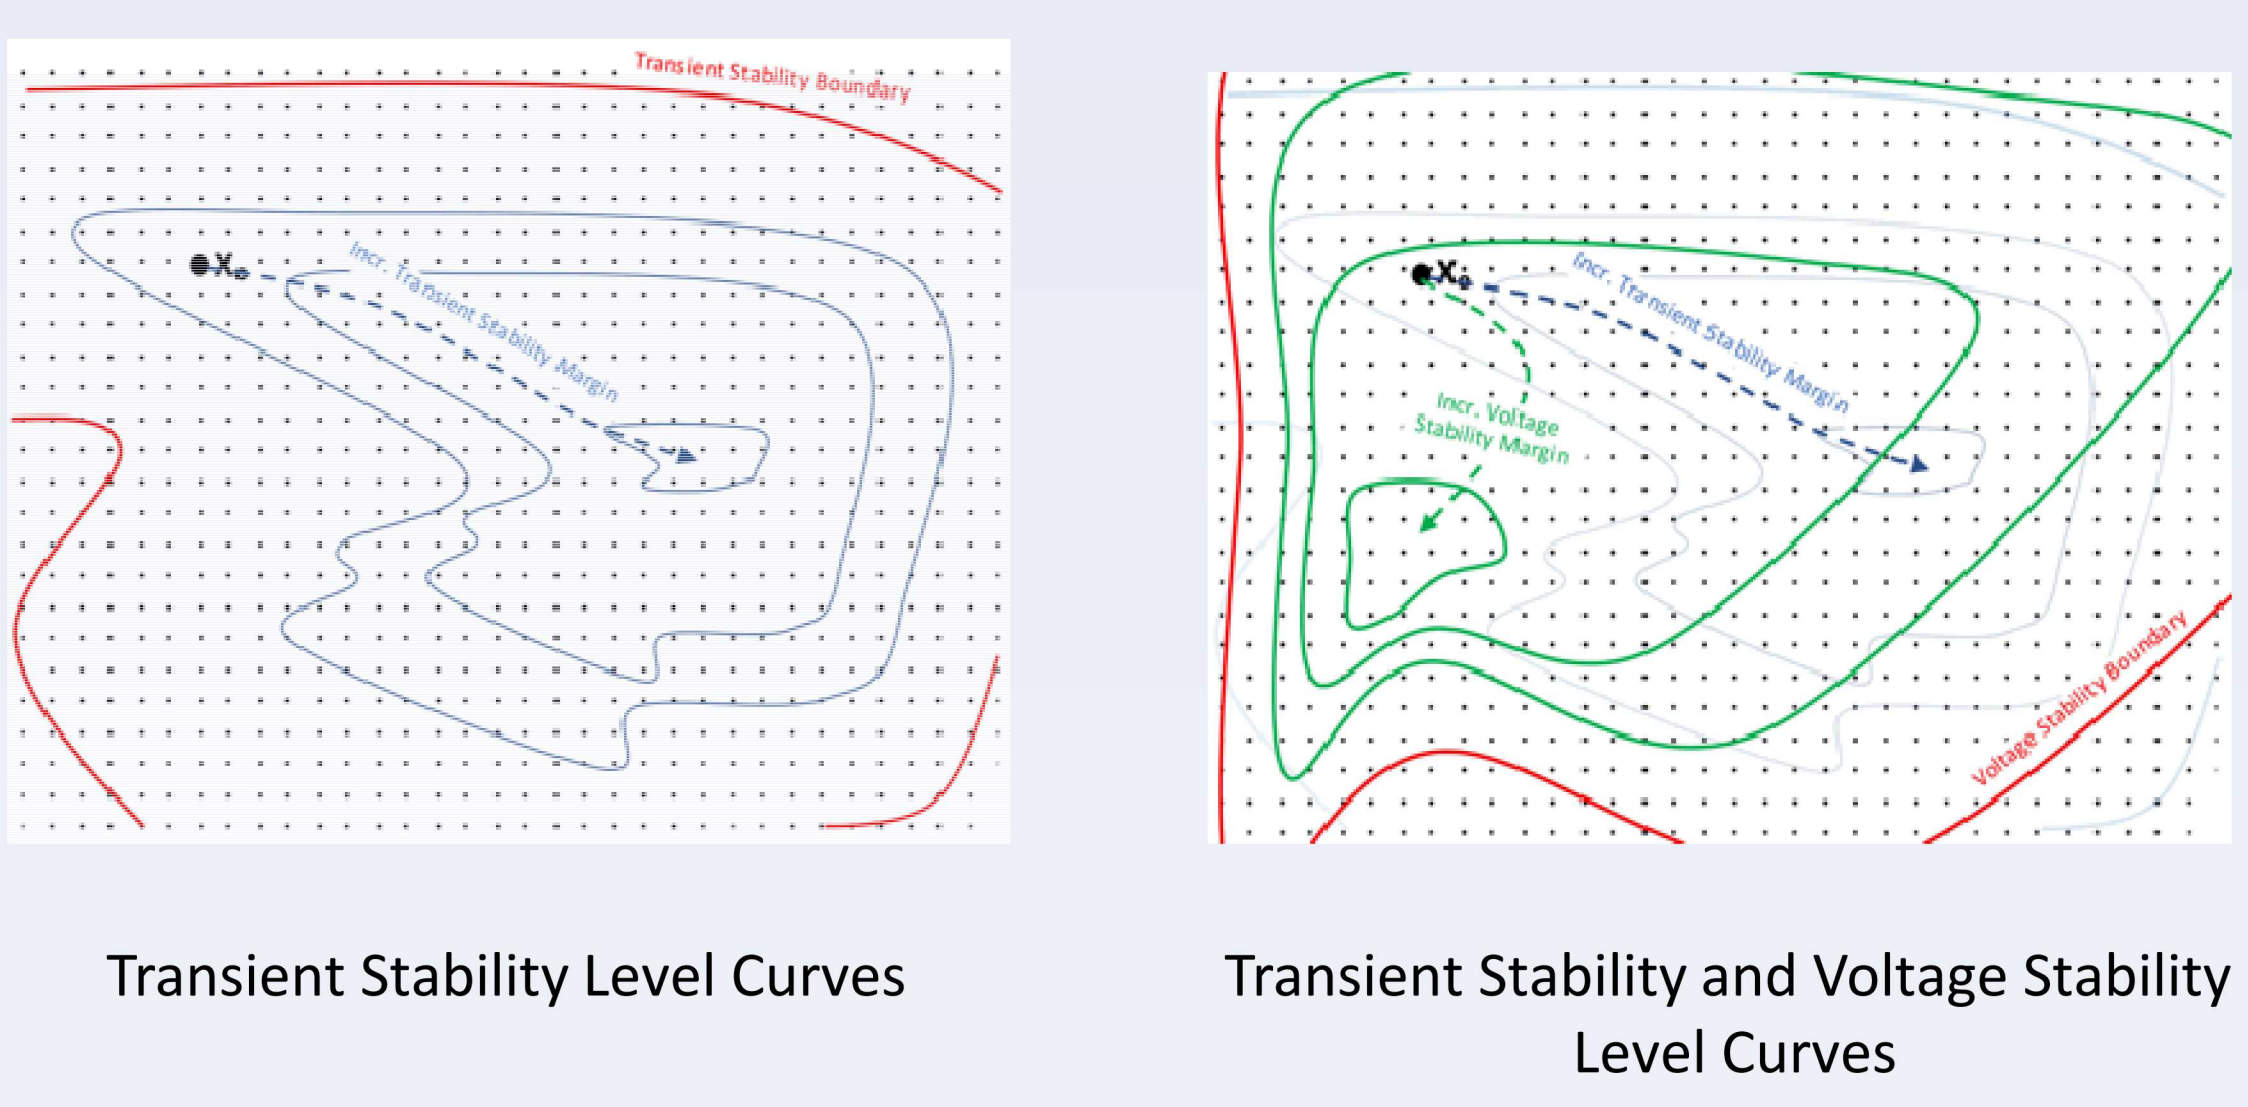 Transient Stability Boundary
X₀
Incr. Transient Stability Margin
Transient Stability Level Curves
X₀
Incr. Transient Stability Margin
Incr. Voltage
Stability Margin
Voltage Stability Boundary
Transient Stability and Voltage Stability
Level Curves